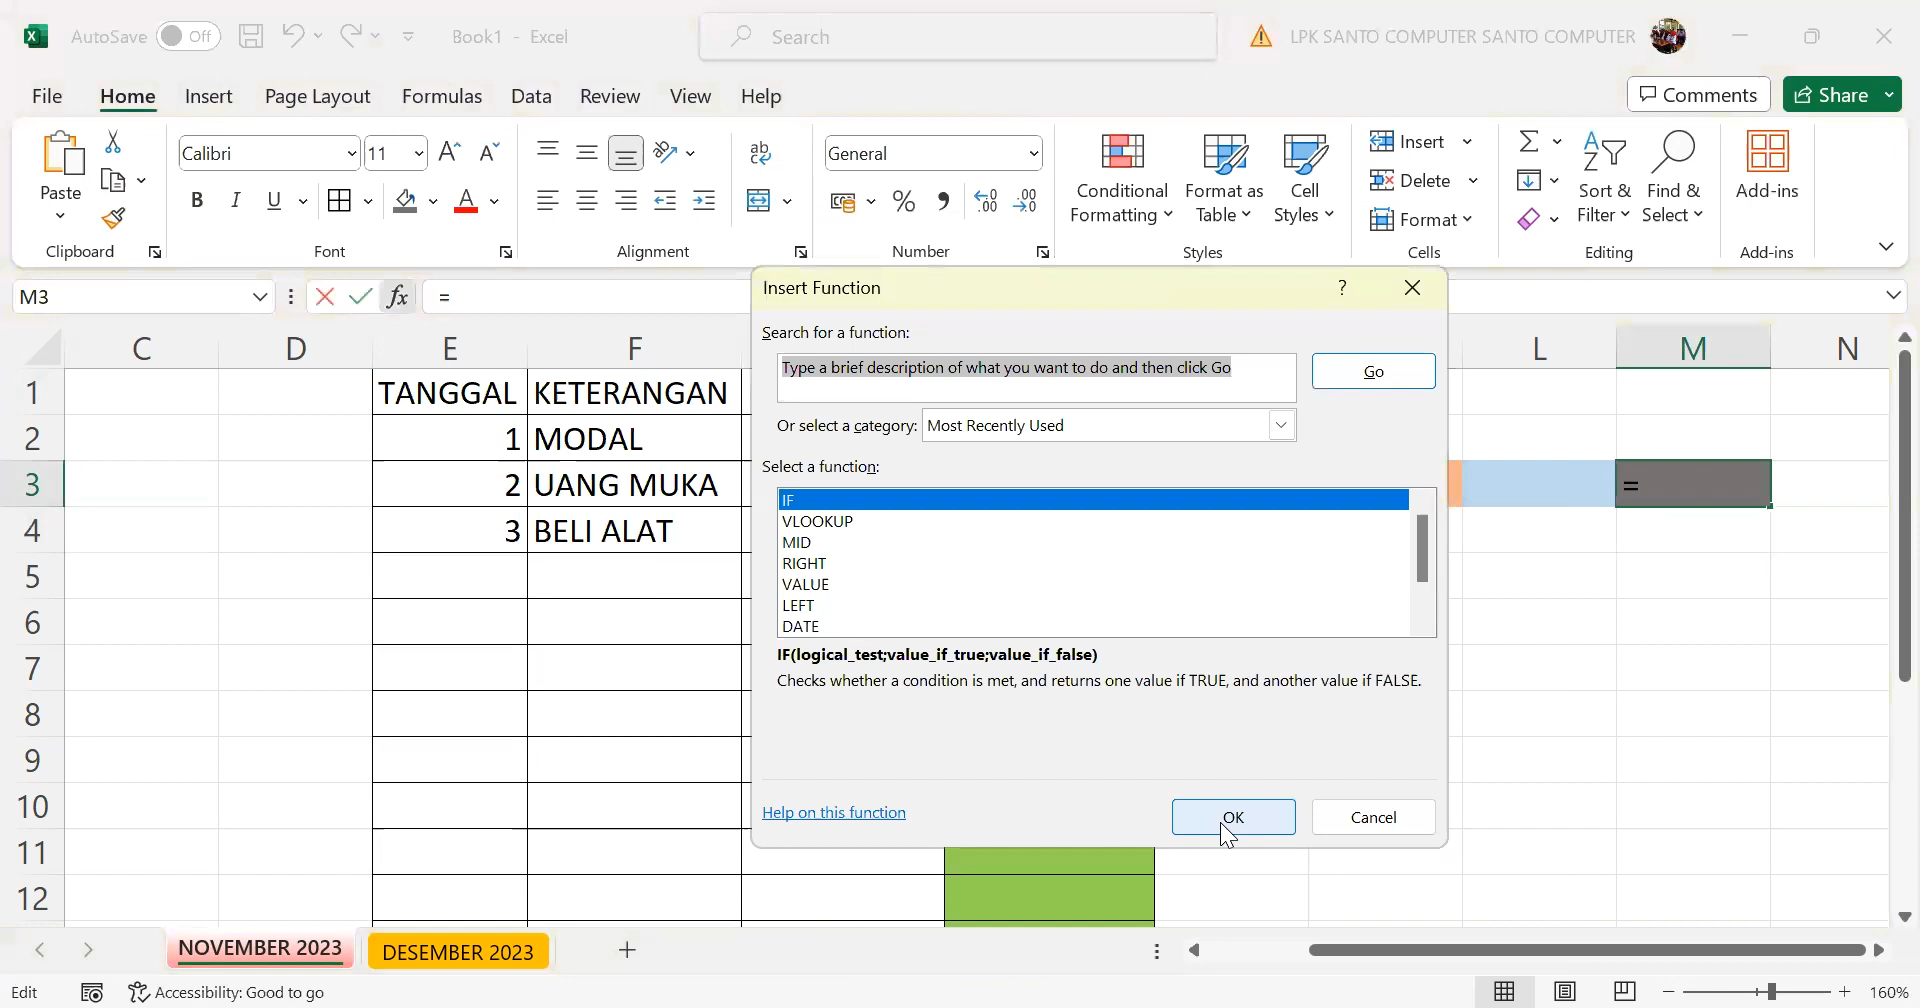 AutoSave Off Book1 - Excel Search LPK SANTO COMPUTER SANTO COMPUTER
File Home Insert Page Layout Formulas Data Review View Help Comments Share
Paste
Clipboard
Calibri 11
B I U A
Font
ab
Alignment
General
% .00
Number
Conditional Formatting
Format as Table
Cell Styles
Styles
Insert
Delete
Format
Cells
Sort & Filter
Find & Select
Editing
Add-ins
Add-ins
M3 fx =
Insert Function ?
Search for a function:
Type a brief description of what you want to do and then click Go
Go
Or select a category: Most Recently Used
Select a function:
IF
VLOOKUP
MID
RIGHT
VALUE
LEFT
DATE
IF(logical_test;value_if_true;value_if_false)
Checks whether a condition is met, and returns one value if TRUE, and another value if FALSE.
Help on this function OK Cancel
C D E F L M N
1 TANGGAL KETERANGAN
2 1 MODAL
3 2 UANG MUKA =
4 3 BELI ALAT
5
6
7
8
9
10
11
12
NOVEMBER 2023 DESEMBER 2023 +
Edit Accessibility: Good to go 160%